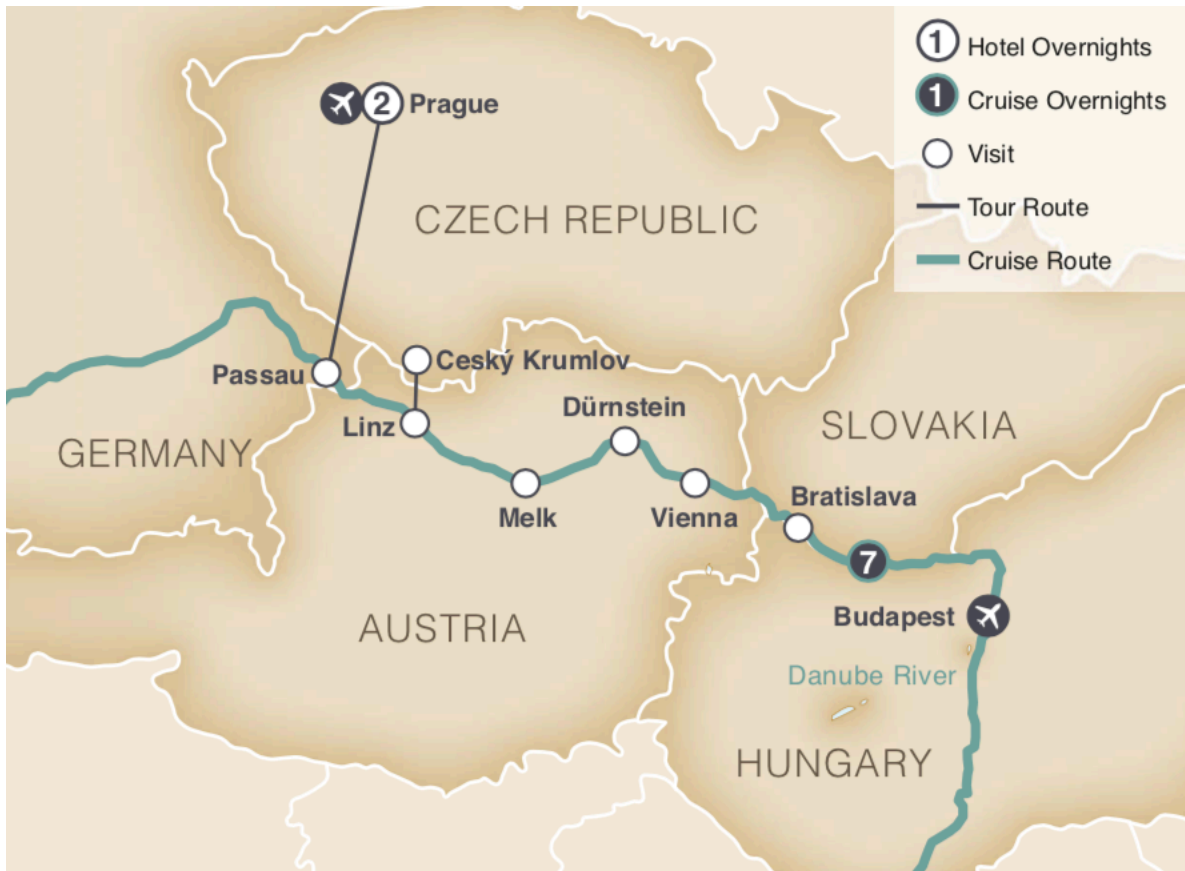 1 Hotel Overnights
1 Cruise Overnights
Visit
Tour Route
Cruise Route
2 Prague
CZECH REPUBLIC
Passau
Ceský Krumlov
Linz
Dürnstein
GERMANY
SLOVAKIA
Melk
Vienna
Bratislava
7
AUSTRIA
Budapest
Danube River
HUNGARY